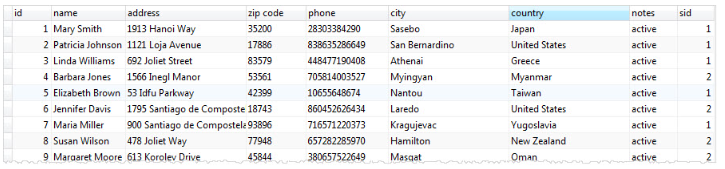 id name address zip code phone city country notes sid
1 Mary Smith 1913 Hanoi Way 35200 28303384290 Sasebo Japan active 1
2 Patricia Johnson 1121 Loja Avenue 17886 838635286649 San Bernardino United States active 1
3 Linda Williams 692 Joliet Street 83579 448477190408 Athenai Greece active 1
4 Barbara Jones 1566 Inegl Manor 53561 705814003527 Myingyan Myanmar active 2
5 Elizabeth Brown 53 Idfu Parkway 42399 10655648674 Nantou Taiwan active 1
6 Jennifer Davis 1795 Santiago de Composte 18743 860452626434 Laredo United States active 2
7 Maria Miller 900 Santiago de Compostela 93896 716571220373 Kragujevac Yugoslavia active 1
8 Susan Wilson 478 Joliet Way 77948 657282285970 Hamilton New Zealand active 2
9 Margaret Moore 613 Korolev Drive 45844 380657522649 Masqat Oman active 2